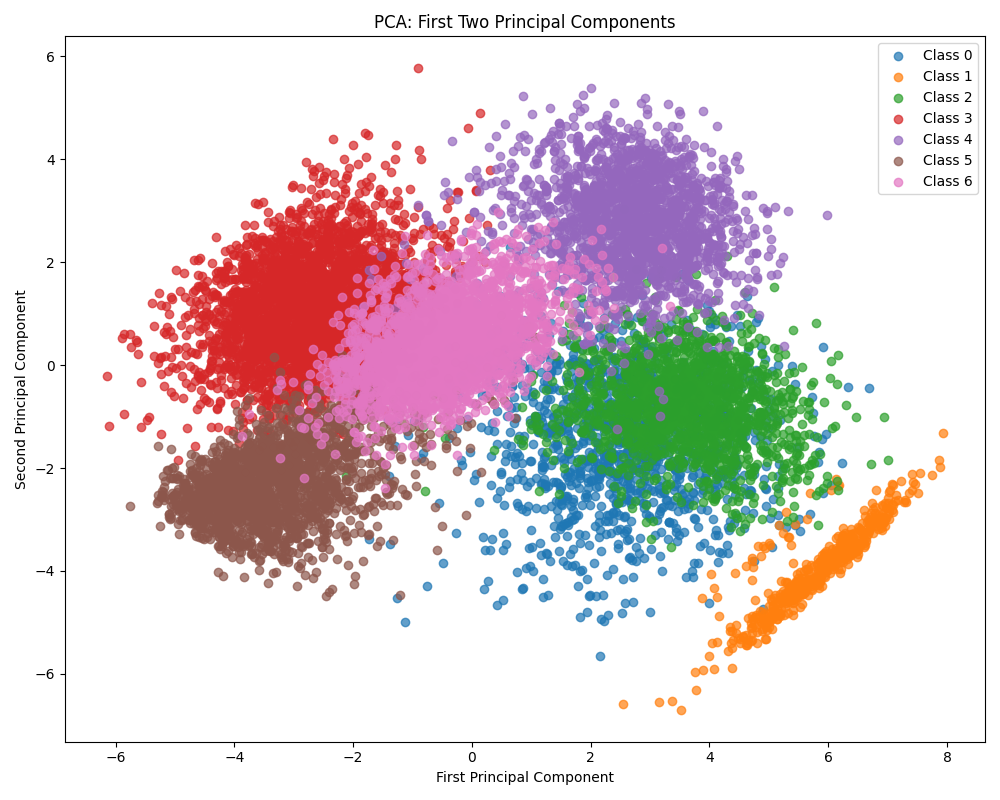 PCA: First Two Principal Components
Class 0
Class 1
Class 2
Class 3
Class 4
Class 5
Class 6
6
4
2
0
−2
−4
−6
Second Principal Component
−6
−4
−2
0
2
4
6
8
First Principal Component